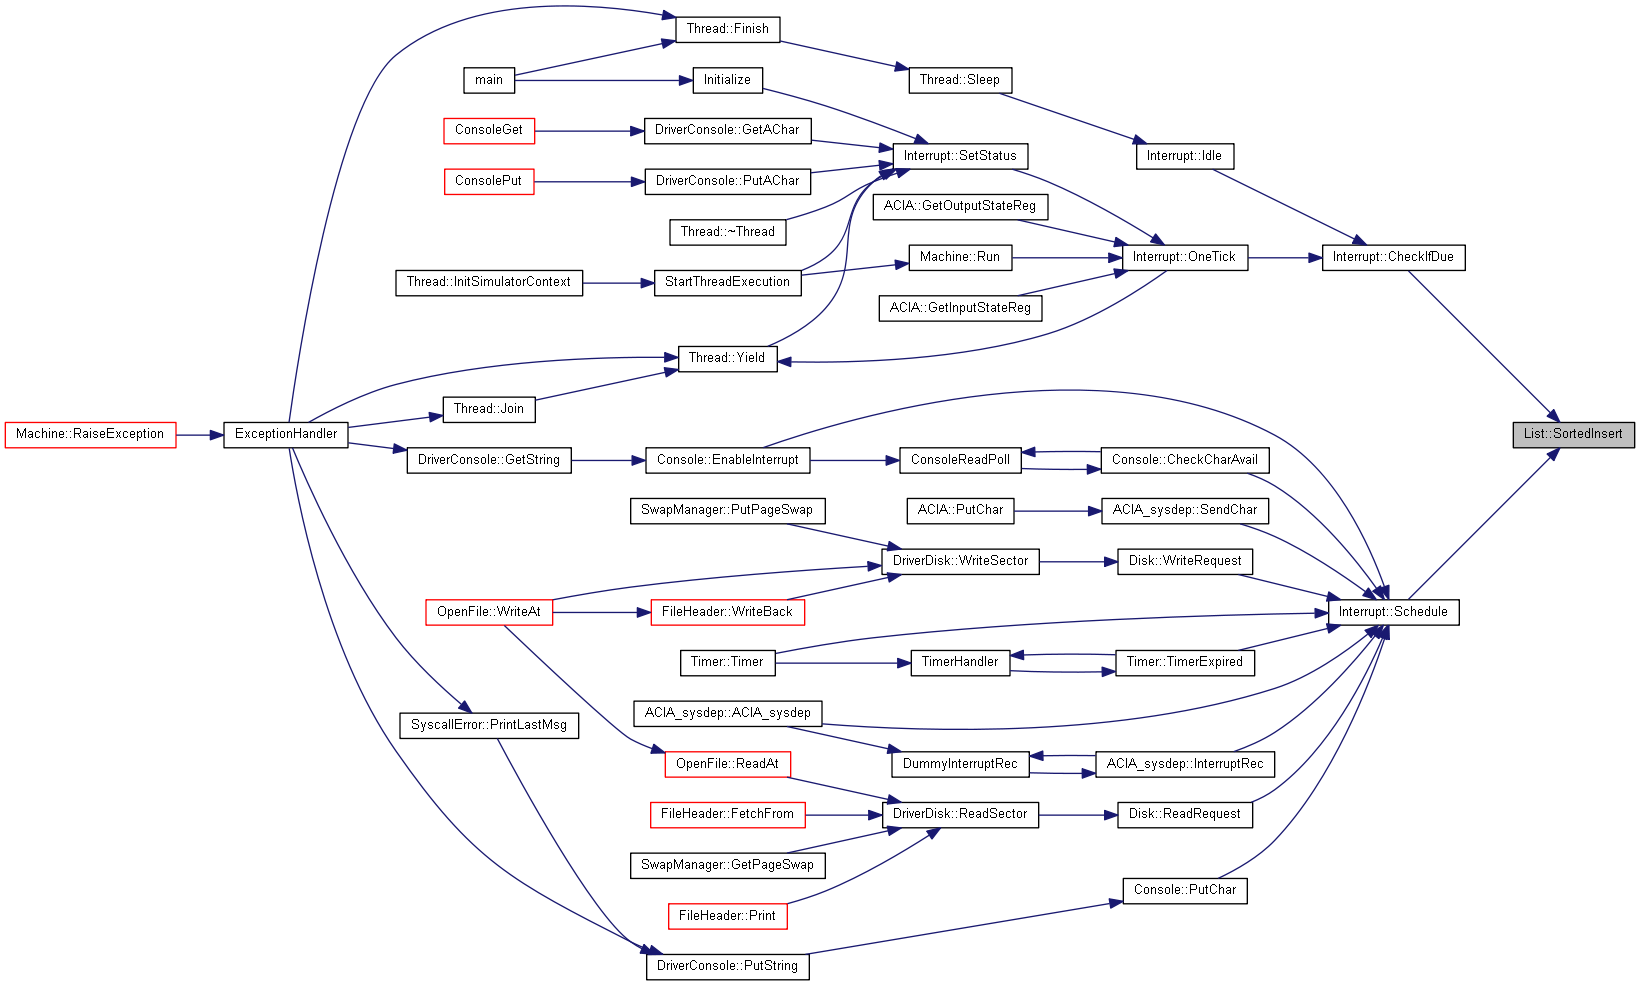 Thread::Finish
main
Initialize
Thread::Sleep
ConsoleGet
DriverConsole::GetAChar
Interrupt::SetStatus
Interrupt::Idle
ConsolePut
DriverConsole::PutAChar
ACIA::GetOutputStateReg
Thread::~Thread
Machine::Run
Interrupt::OneTick
Interrupt::CheckIfDue
Thread::InitSimulatorContext
StartThreadExecution
ACIA::GetInputStateReg
Thread::Yield
Thread::Join
Machine::RaiseException
ExceptionHandler
List::SortedInsert
DriverConsole::GetString
Console::EnableInterrupt
ConsoleReadPoll
Console::CheckCharAvail
SwapManager::PutPageSwap
ACIA::PutChar
ACIA_sysdep::SendChar
DriverDisk::WriteSector
Disk::WriteRequest
OpenFile::WriteAt
FileHeader::WriteBack
Interrupt::Schedule
Timer::Timer
TimerHandler
Timer::TimerExpired
ACIA_sysdep::ACIA_sysdep
SyscallError::PrintLastMsg
OpenFile::ReadAt
DummyInterruptRec
ACIA_sysdep::InterruptRec
FileHeader::FetchFrom
DriverDisk::ReadSector
Disk::ReadRequest
SwapManager::GetPageSwap
Console::PutChar
FileHeader::Print
DriverConsole::PutString